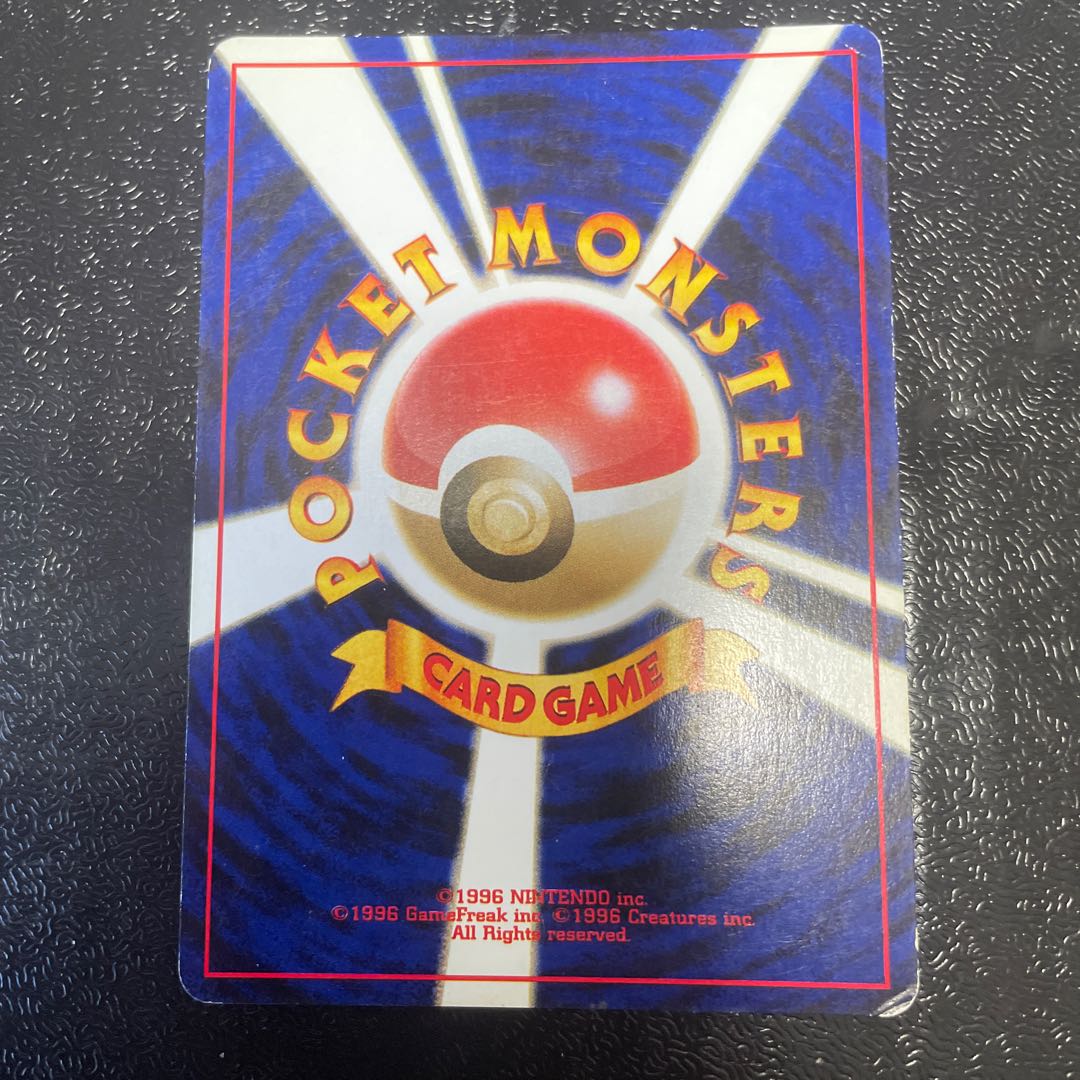 POCKET MONSTERS
CARD GAME
©1996 NINTENDO inc.
©1996 GameFreak inc. ©1996 Creatures inc.
All Rights reserved.